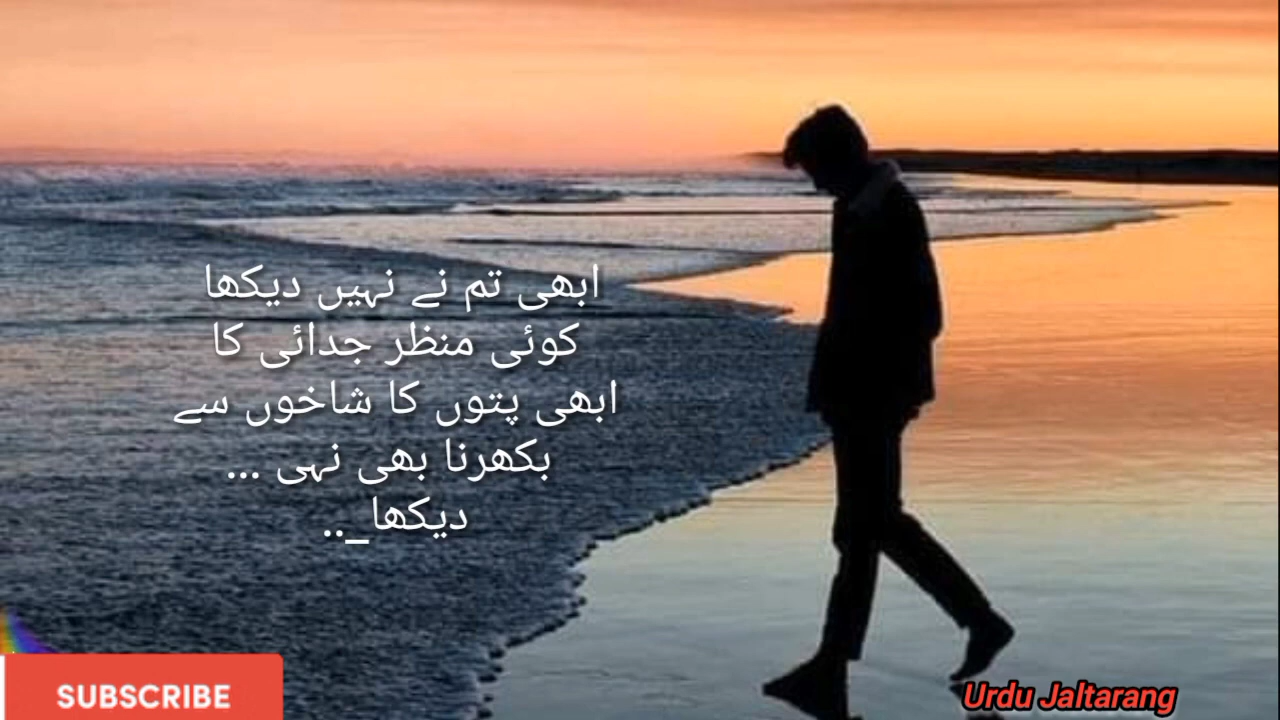 ابھی تم نے نہیں دیکھا
کوئی منظر جدائی کا
ابھی پتوں کا شاخوں سے
بکھرنا بھی نہی ...
دیکھا_..
SUBSCRIBE
Urdu Jaltarang